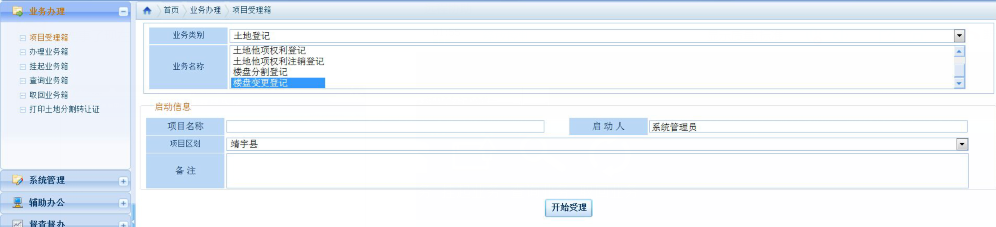 业务办理
项目受理箱
办理业务箱
挂起业务箱
查询业务箱
取回业务箱
打印土地分割转让证
系统管理
辅助办公
督查督办
首页 业务办理 项目受理箱
业务类别 土地登记
业务名称
土地他项权利登记
土地他项权利注销登记
楼盘分割登记
楼盘变更登记
启动信息
项目名称
启动人 系统管理员
项目区划 靖宇县
备注
开始受理